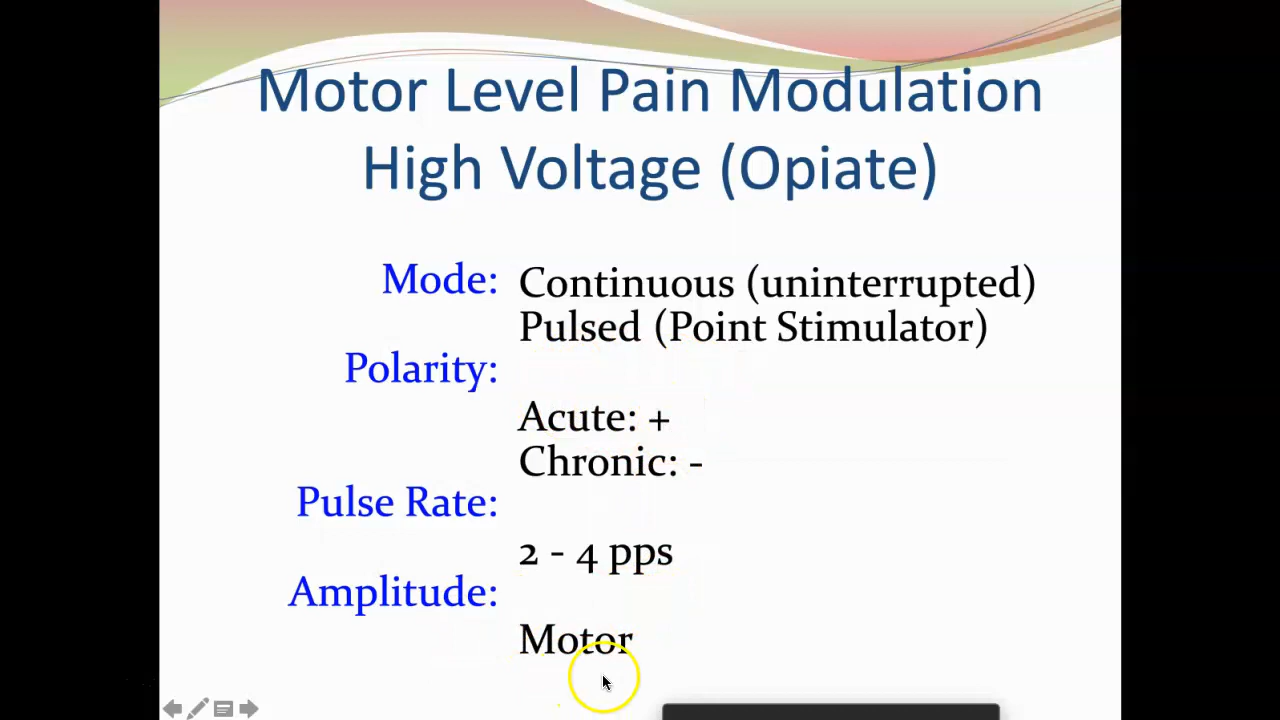 Motor Level Pain Modulation
High Voltage (Opiate)
Mode:
Continuous (uninterrupted)
Pulsed (Point Stimulator)
Polarity:
Acute: +
Chronic: -
Pulse Rate:
2 - 4 pps
Amplitude:
Motor